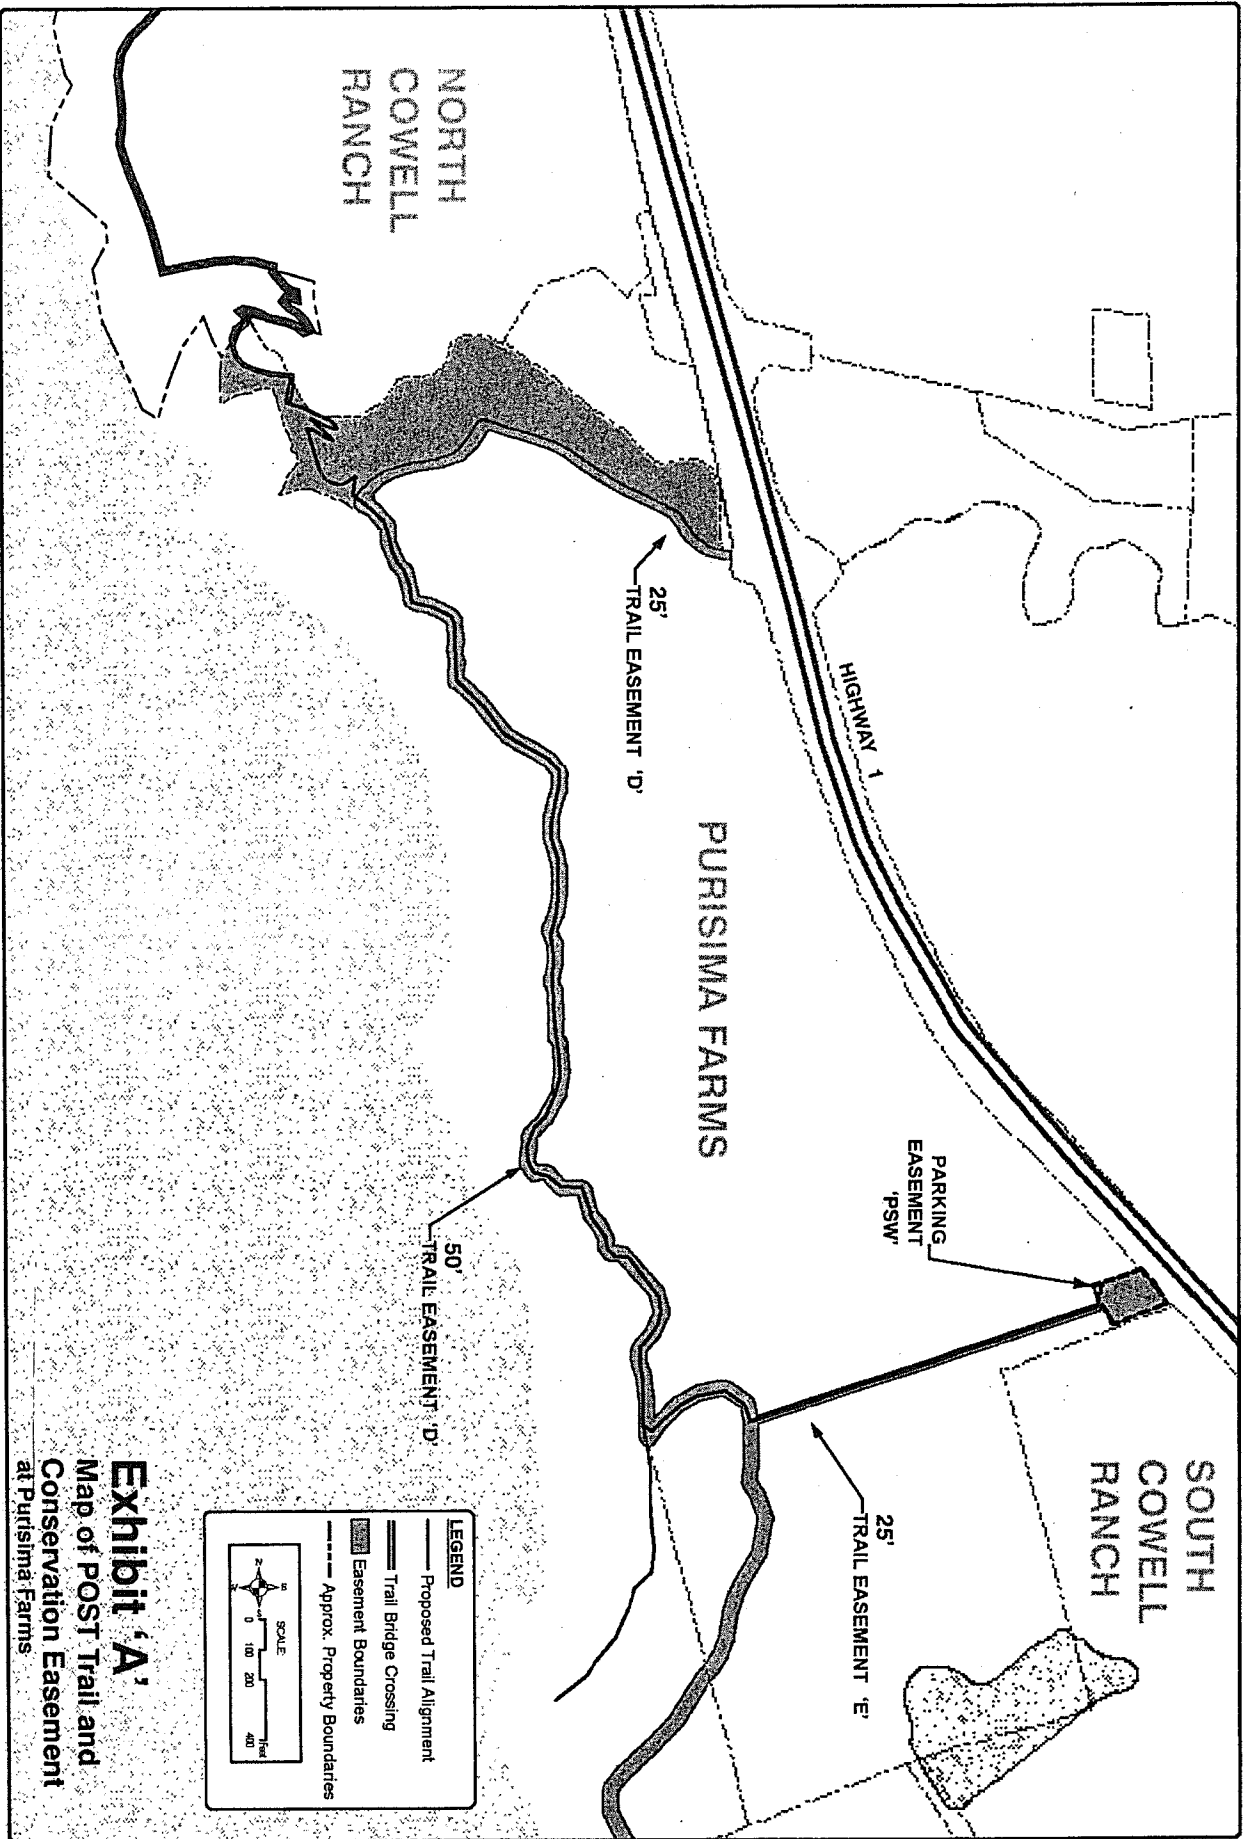 NORTH
COWELL
RANCH
HIGHWAY 1
25'
TRAIL EASEMENT 'D'
PURISIMA FARMS
PARKING
EASEMENT
'PSW'
50'
TRAIL EASEMENT 'D'
SOUTH
COWELL
RANCH
25'
TRAIL EASEMENT 'E'
LEGEND
Proposed Trail Alignment
Trail Bridge Crossing
Easement Boundaries
Approx. Property Boundaries
SCALE:
0 100 200 400
Feet
Exhibit 'A'
Map of POST Trail and
Conservation Easement
at Purisima Farms